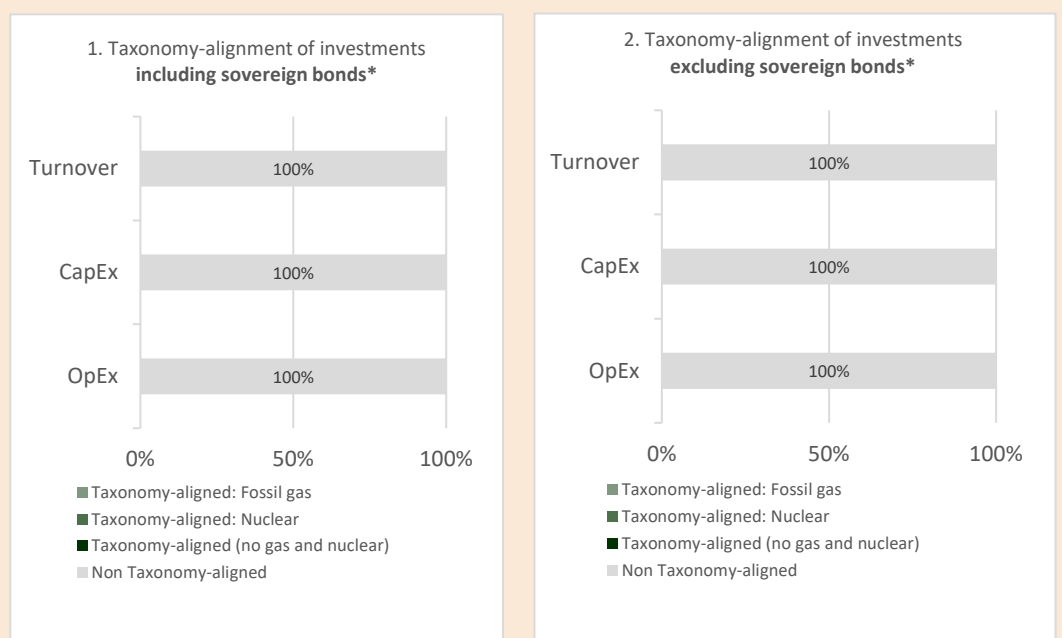 1. Taxonomy-alignment of investments
including sovereign bonds*
Turnover
100%
CapEx
100%
OpEx
100%
0%
50%
100%
Taxonomy-aligned: Fossil gas
Taxonomy-aligned: Nuclear
Taxonomy-aligned (no gas and nuclear)
Non Taxonomy-aligned
2. Taxonomy-alignment of investments
excluding sovereign bonds*
Turnover
100%
CapEx
100%
OpEx
100%
0%
50%
100%
Taxonomy-aligned: Fossil gas
Taxonomy-aligned: Nuclear
Taxonomy-aligned (no gas and nuclear)
Non Taxonomy-aligned